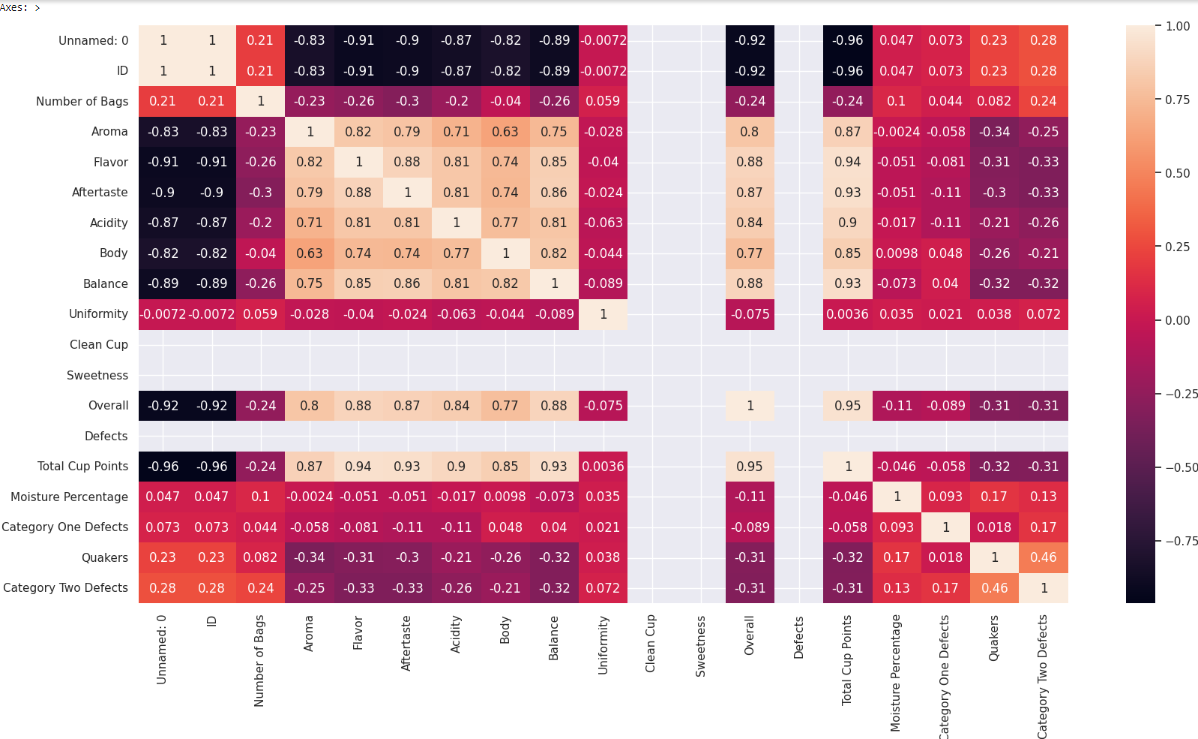 Axes: >
Unnamed: 0 1 1 0.21 -0.83 -0.91 -0.9 -0.87 -0.82 -0.89 -0.0072 -0.92 -0.96 0.047 0.073 0.23 0.28
ID 1 1 0.21 -0.83 -0.91 -0.9 -0.87 -0.82 -0.89 -0.0072 -0.92 -0.96 0.047 0.073 0.23 0.28
Number of Bags 0.21 0.21 1 -0.23 -0.26 -0.3 -0.2 -0.04 -0.26 0.059 -0.24 -0.24 0.1 0.044 0.082 0.24
Aroma -0.83 -0.83 -0.23 1 0.82 0.79 0.71 0.63 0.75 -0.028 0.8 0.87 -0.0024 -0.058 -0.34 -0.25
Flavor -0.91 -0.91 -0.26 0.82 1 0.88 0.81 0.74 0.85 -0.04 0.88 0.94 -0.051 -0.081 -0.31 -0.33
Aftertaste -0.9 -0.9 -0.3 0.79 0.88 1 0.81 0.74 0.86 -0.024 0.87 0.93 -0.051 -0.11 -0.3 -0.33
Acidity -0.87 -0.87 -0.2 0.71 0.81 0.81 1 0.77 0.81 -0.063 0.84 0.9 -0.017 -0.11 -0.21 -0.26
Body -0.82 -0.82 -0.04 0.63 0.74 0.74 0.77 1 0.82 -0.044 0.77 0.85 0.0098 0.048 -0.26 -0.21
Balance -0.89 -0.89 -0.26 0.75 0.85 0.86 0.81 0.82 1 -0.089 0.88 0.93 -0.073 0.04 -0.32 -0.32
Uniformity -0.0072 -0.0072 0.059 -0.028 -0.04 -0.024 -0.063 -0.044 -0.089 1 -0.075 0.0036 0.035 0.021 0.038 0.072
Clean Cup
Sweetness
Overall -0.92 -0.92 -0.24 0.8 0.88 0.87 0.84 0.77 0.88 -0.075 1 0.95 -0.11 -0.089 -0.31 -0.31
Defects
Total Cup Points -0.96 -0.96 -0.24 0.87 0.94 0.93 0.9 0.85 0.93 0.0036 0.95 1 -0.046 -0.058 -0.32 -0.31
Moisture Percentage 0.047 0.047 0.1 -0.0024 -0.051 -0.051 -0.017 0.0098 -0.073 0.035 -0.11 -0.046 1 0.093 0.17 0.13
Category One Defects 0.073 0.073 0.044 -0.058 -0.081 -0.11 -0.11 0.048 0.04 0.021 -0.089 -0.058 0.093 1 0.018 0.17
Quakers 0.23 0.23 0.082 -0.34 -0.31 -0.3 -0.21 -0.26 -0.32 0.038 -0.31 -0.32 0.17 0.018 1 0.46
Category Two Defects 0.28 0.28 0.24 -0.25 -0.33 -0.33 -0.26 -0.21 -0.32 0.072 -0.31 -0.31 0.13 0.17 0.46 1
Unnamed: 0
ID
Number of Bags
Aroma
Flavor
Aftertaste
Acidity
Body
Balance
Uniformity
Clean Cup
Sweetness
Overall
Defects
Total Cup Points
Moisture Percentage
Category One Defects
Quakers
Category Two Defects
1.00
0.75
0.50
0.25
0.00
−0.25
−0.50
−0.75